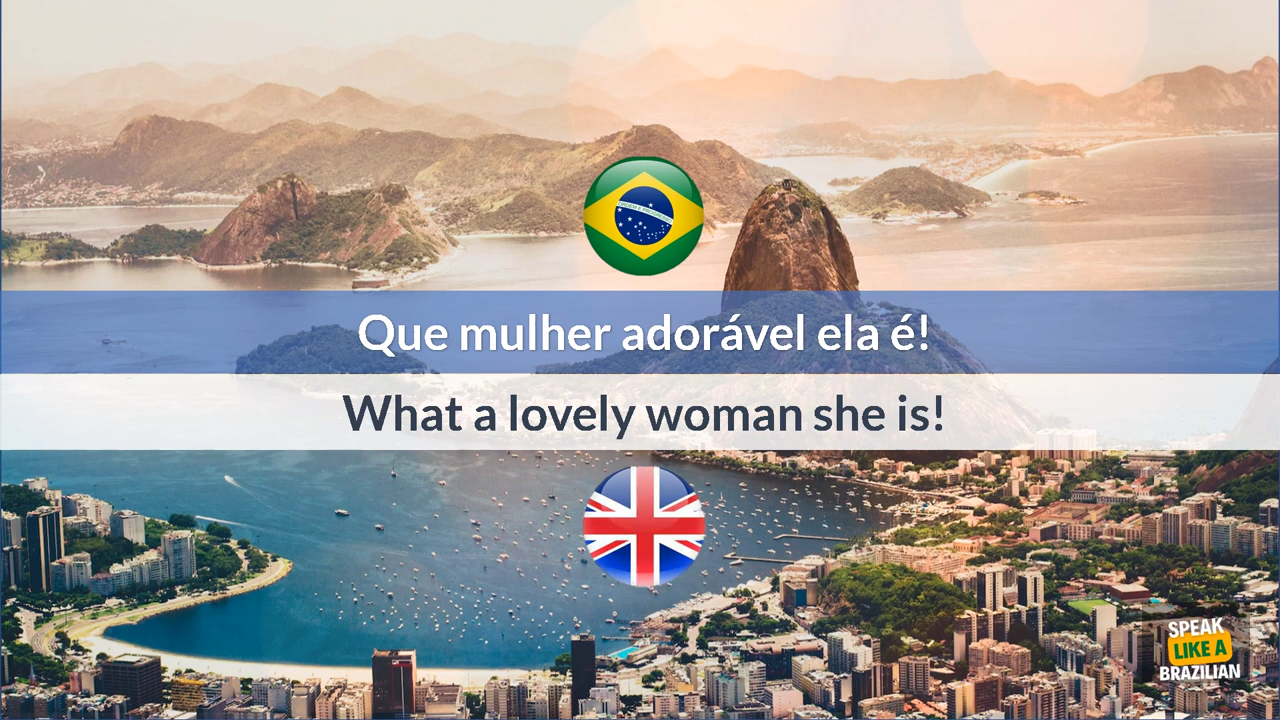 Que mulher adorável ela é!
What a lovely woman she is!
SPEAK
LIKE A
BRAZILIAN